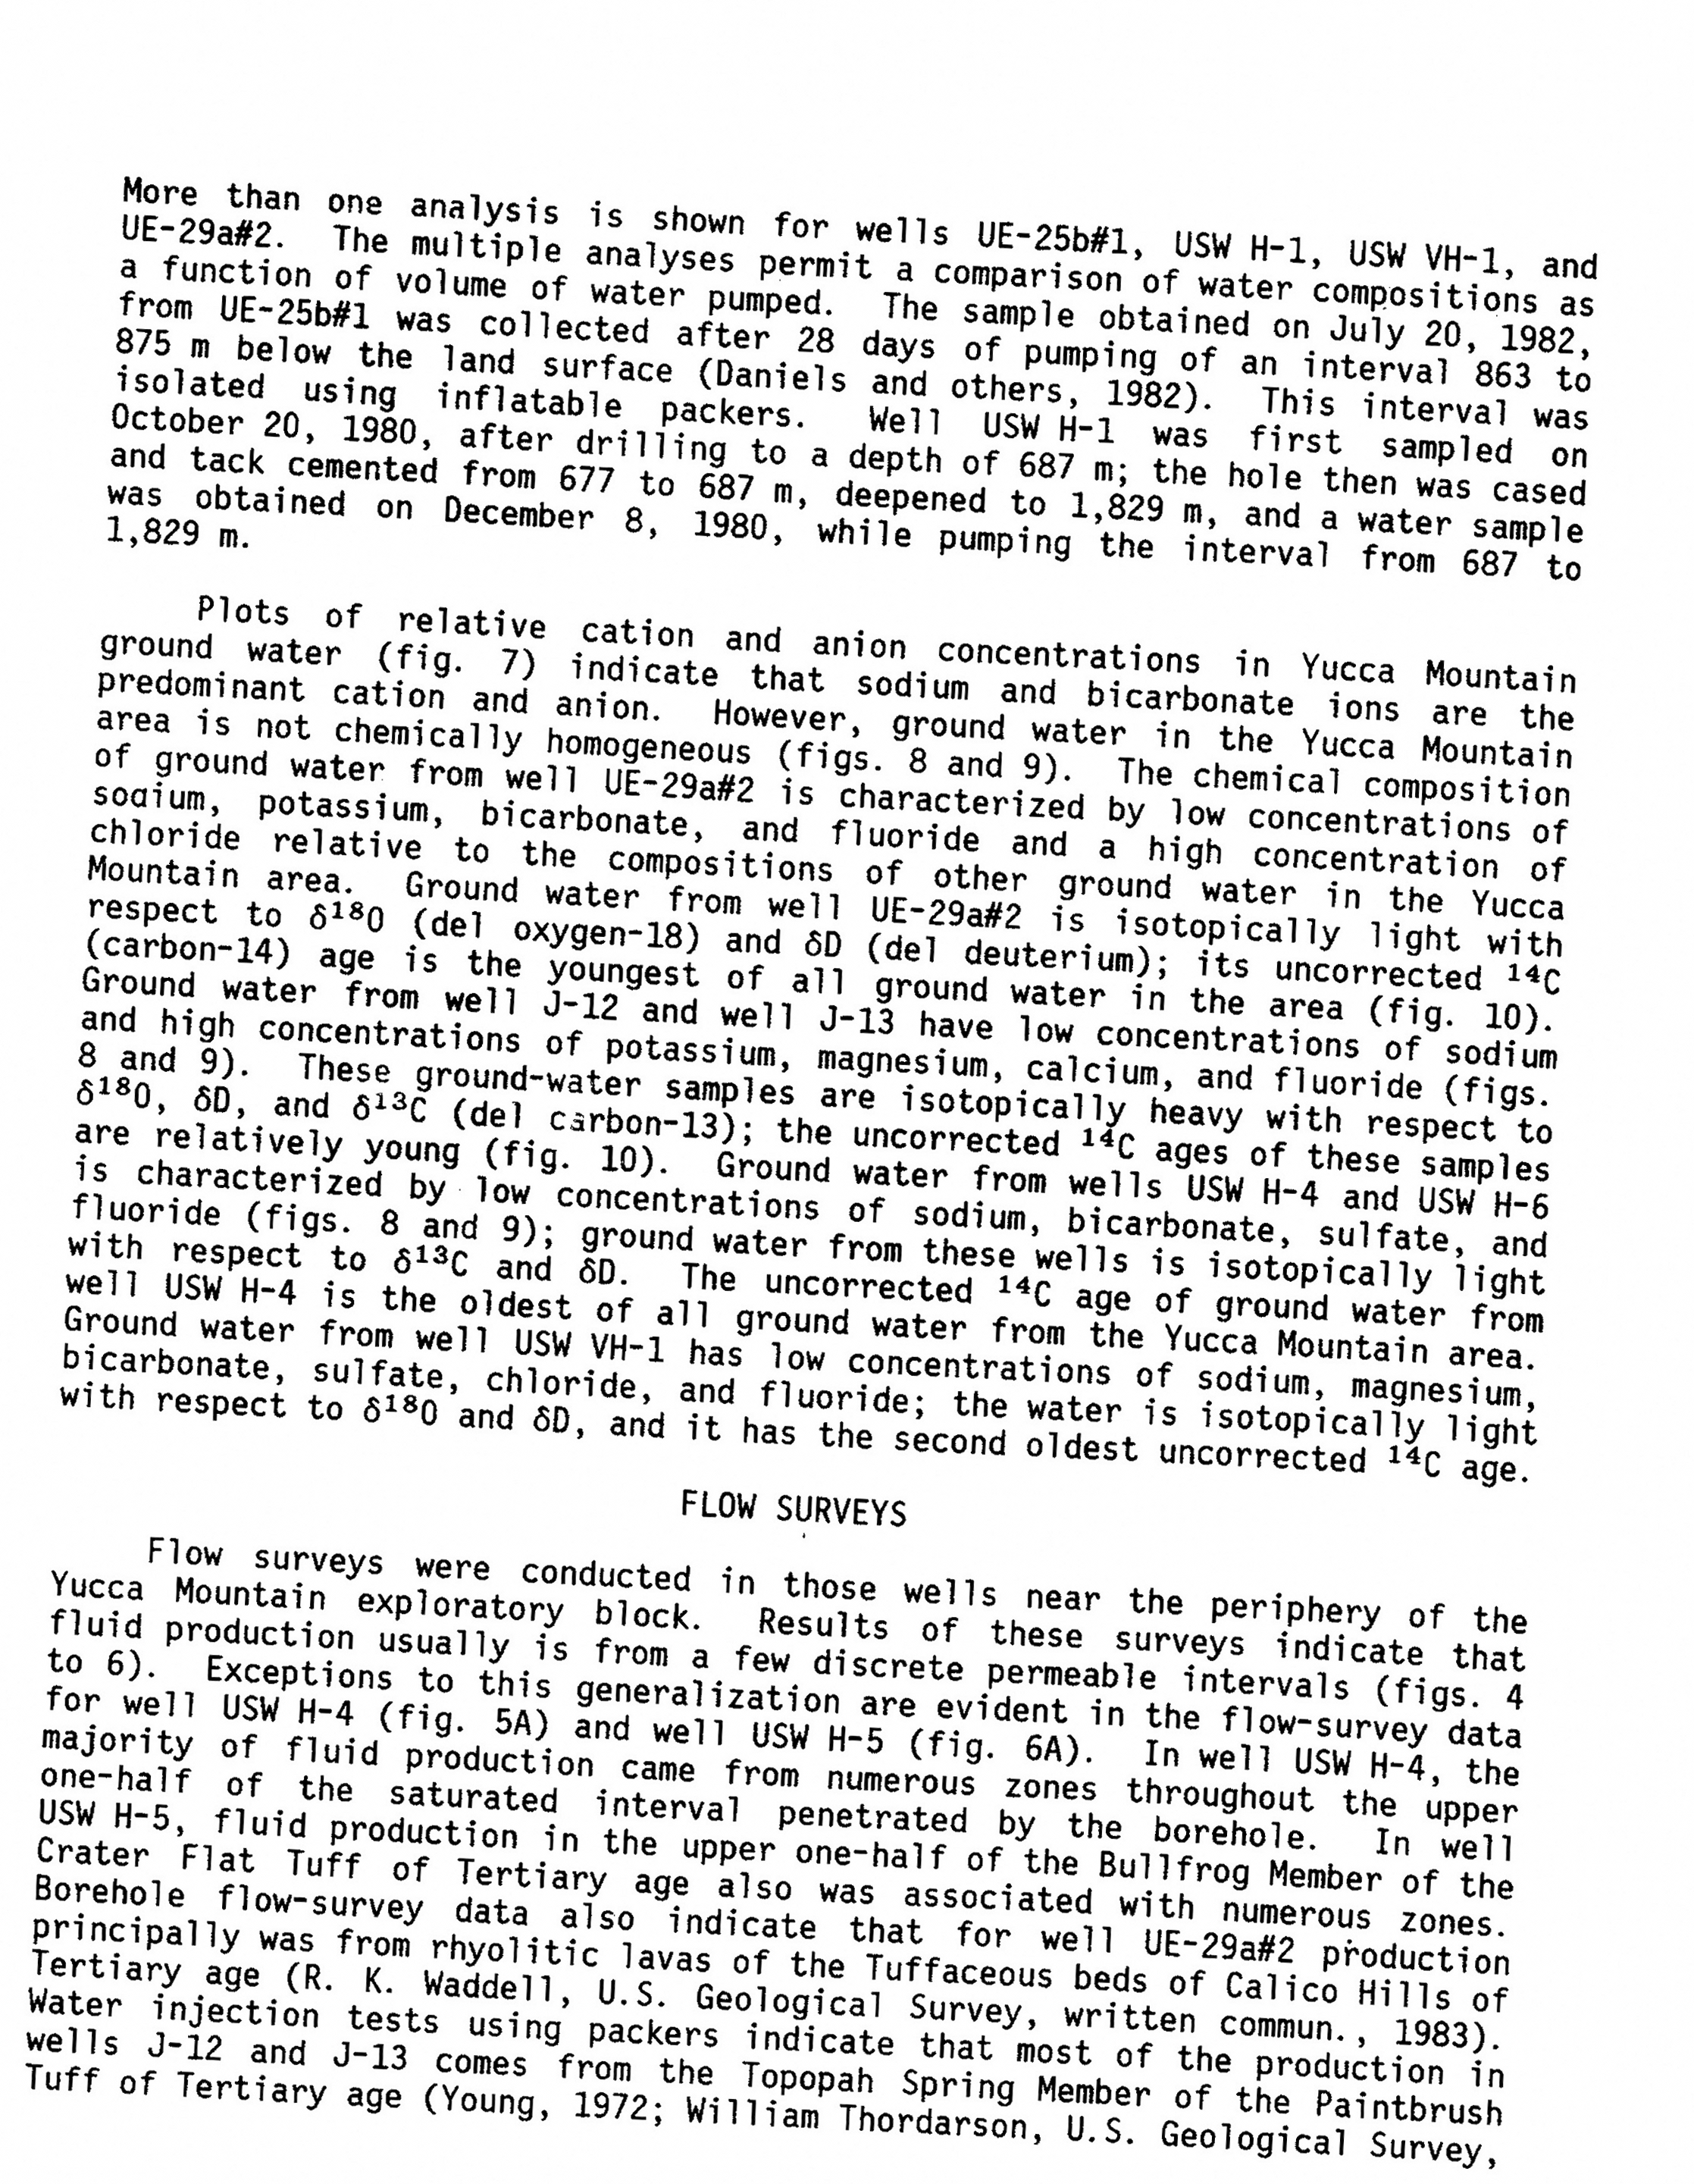 More than one analysis is shown for wells UE-25b#1, USW H-1, USW VH-1, and
UE-29a#2. The multiple analyses permit a comparison of water compositions as
a function of volume of water pumped. The sample obtained on July 20, 1982,
from UE-25b#1 was collected after 28 days of pumping of an interval 863 to
875 m below the land surface (Daniels and others, 1982). This interval was
isolated using inflatable packers. Well USW H-1 was first sampled on
October 20, 1980, after drilling to a depth of 687 m; the hole then was cased
and tack cemented from 677 to 687 m, deepened to 1,829 m, and a water sample
was obtained on December 8, 1980, while pumping the interval from 687 to
1,829 m.
Plots of relative cation and anion concentrations in Yucca Mountain
ground water (fig. 7) indicate that sodium and bicarbonate ions are the
predominant cation and anion. However, ground water in the Yucca Mountain
area is not chemically homogeneous (figs. 8 and 9). The chemical composition
of ground water from well UE-29a#2 is characterized by low concentrations of
sodium, potassium, bicarbonate, and fluoride and a high concentration of
chloride relative to the compositions of other ground water in the Yucca
Mountain area. Ground water from well UE-29a#2 is isotopically light with
respect to δ¹⁸O (del oxygen-18) and δD (del deuterium); its uncorrected ¹⁴C
(carbon-14) age is the youngest of all ground water in the area (fig. 10).
Ground water from well J-12 and well J-13 have low concentrations of sodium
and high concentrations of potassium, magnesium, calcium, and fluoride (figs.
8 and 9). These ground-water samples are isotopically heavy with respect to
δ¹⁸O, δD, and δ¹³C (del carbon-13); the uncorrected ¹⁴C ages of these samples
are relatively young (fig. 10). Ground water from wells USW H-4 and USW H-6
is characterized by low concentrations of sodium, bicarbonate, sulfate, and
fluoride (figs. 8 and 9); ground water from these wells is isotopically light
with respect to δ¹³C and δD. The uncorrected ¹⁴C age of ground water from
well USW H-4 is the oldest of all ground water from the Yucca Mountain area.
Ground water from well USW VH-1 has low concentrations of sodium, magnesium,
bicarbonate, sulfate, chloride, and fluoride; the water is isotopically light
with respect to δ¹⁸O and δD, and it has the second oldest uncorrected ¹⁴C age.
FLOW SURVEYS
Flow surveys were conducted in those wells near the periphery of the
Yucca Mountain exploratory block. Results of these surveys indicate that
fluid production usually is from a few discrete permeable intervals (figs. 4
to 6). Exceptions to this generalization are evident in the flow-survey data
for well USW H-4 (fig. 5A) and well USW H-5 (fig. 6A). In well USW H-4, the
majority of fluid production came from numerous zones throughout the upper
one-half of the saturated interval penetrated by the borehole. In well
USW H-5, fluid production in the upper one-half of the Bullfrog Member of the
Crater Flat Tuff of Tertiary age also was associated with numerous zones.
Borehole flow-survey data also indicate that for well UE-29a#2 production
principally was from rhyolitic lavas of the Tuffaceous beds of Calico Hills of
Tertiary age (R. K. Waddell, U.S. Geological Survey, written commun., 1983).
Water injection tests using packers indicate that most of the production in
wells J-12 and J-13 comes from the Topopah Spring Member of the Paintbrush
Tuff of Tertiary age (Young, 1972; William Thordarson, U.S. Geological Survey,